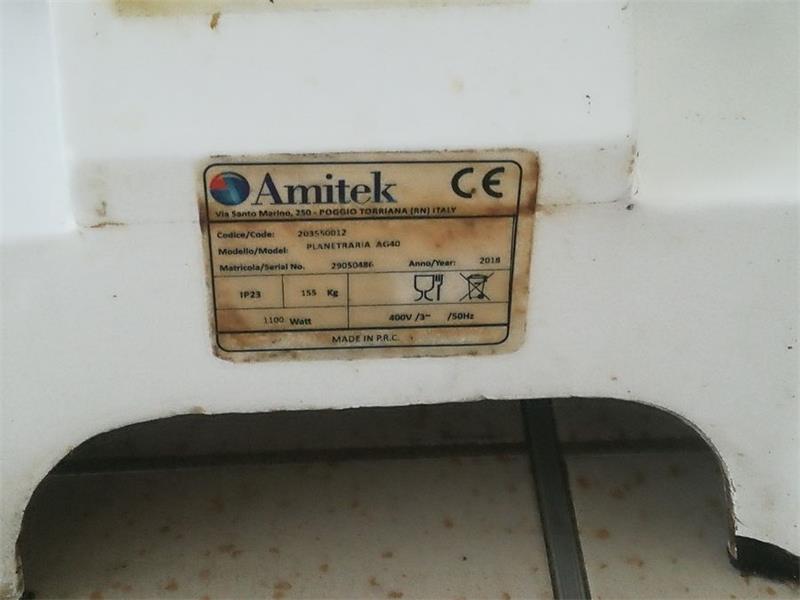 Amitek CE
Via Santo Marino, 250 - POGGIO TORRIANA (RN) ITALY
Codice/Code: 203550012
Modello/Model: PLANETRARIA AG40
Matricola/Serial No. 29050486 Anno/Year: 2018
IP23 155 Kg
1100 Watt 400V /3~ /50Hz
MADE IN P.R.C.